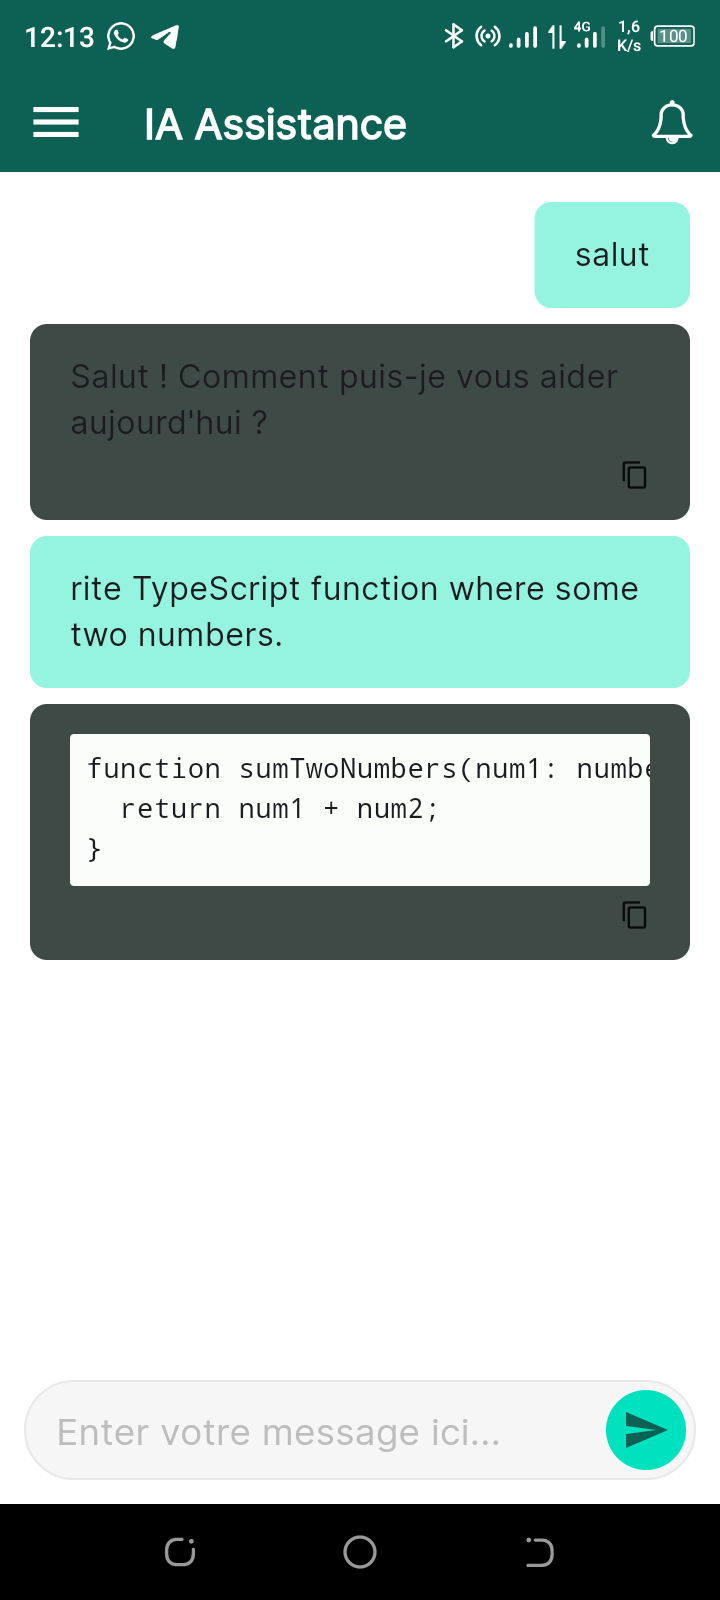 12:13
4G
1,6
K/s
100
IA Assistance
salut
Salut ! Comment puis-je vous aider
aujourd'hui ?
rite TypeScript function where some
two numbers.
function sumTwoNumbers(num1: numbe
return num1 + num2;
}
Enter votre message ici...